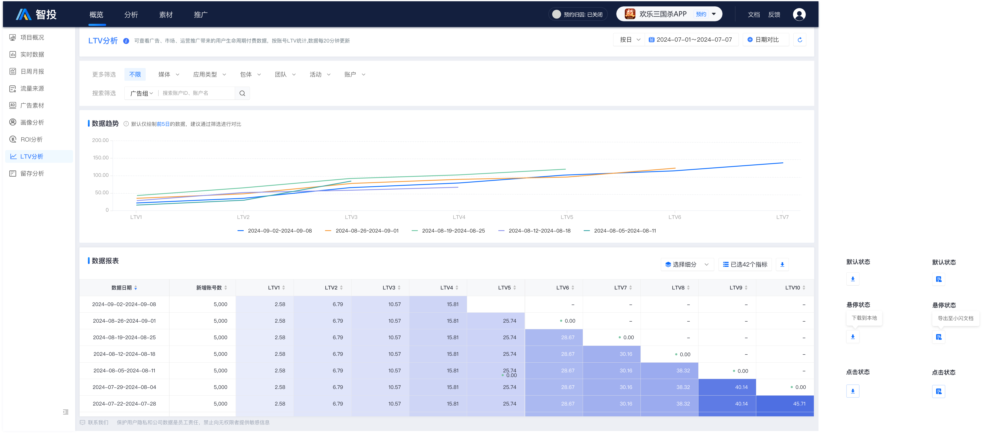 智投
概览 分析 素材 推广
预约归因: 已关闭
欢乐三国杀APP 预约
文档 反馈
项目概况
实时数据
日周月报
流量来源
广告素材
画像分析
ROI分析
LTV分析
留存分析
LTV分析 可查看广告、市场、运营推广带来的用户生命周期付费数据，按账号LTV统计,数据每20分钟更新
按日 2024-07-01～2024-07-07 日期对比
更多筛选 不限 媒体 应用类型 包体 团队 活动 账户
搜索筛选 广告组 搜索账户ID、账户名
数据趋势 默认仅绘制前5日的数据，建议通过筛选进行对比
200.00
150.00
100.00
50.00
0
LTV1 LTV2 LTV3 LTV4 LTV5 LTV6 LTV7
2024-09-02~2024-09-08 2024-08-26~2024-09-01 2024-08-19~2024-08-25 2024-08-12~2024-08-18 2024-08-05~2024-08-11
数据报表
选择细分 已选42个指标
数据日期 新增账号数 LTV1 LTV2 LTV3 LTV4 LTV5 LTV6 LTV7 LTV8 LTV9 LTV10
2024-09-02~2024-09-08 5,000 2.58 6.79 10.57 15.81 – – – – –
2024-08-26~2024-09-01 5,000 2.58 6.79 10.57 15.81 25.74 0.00 – – – –
2024-08-19~2024-08-25 5,000 2.58 6.79 10.57 15.81 25.74 28.67 0.00 – – –
2024-08-12~2024-08-18 5,000 2.58 6.79 10.57 15.81 25.74 28.67 30.16 0.00 – –
2024-08-05~2024-08-11 5,000 2.58 6.79 10.57 15.81 25.74 28.67 30.16 38.32 0.00 –
0.00
2024-07-29~2024-08-04 5,000 2.58 6.79 10.57 15.81 25.74 28.67 30.16 38.32 40.14 0.00
2024-07-22~2024-07-28 5,000 2.58 6.79 10.57 15.81 25.74 28.67 30.16 38.32 40.14 45.71
联系我们 保护用户隐私和公司数据是员工责任，禁止向无权限者提供敏感信息
默认状态 默认状态
悬停状态 悬停状态
下载到本地 导出至小闪文档
点击状态 点击状态